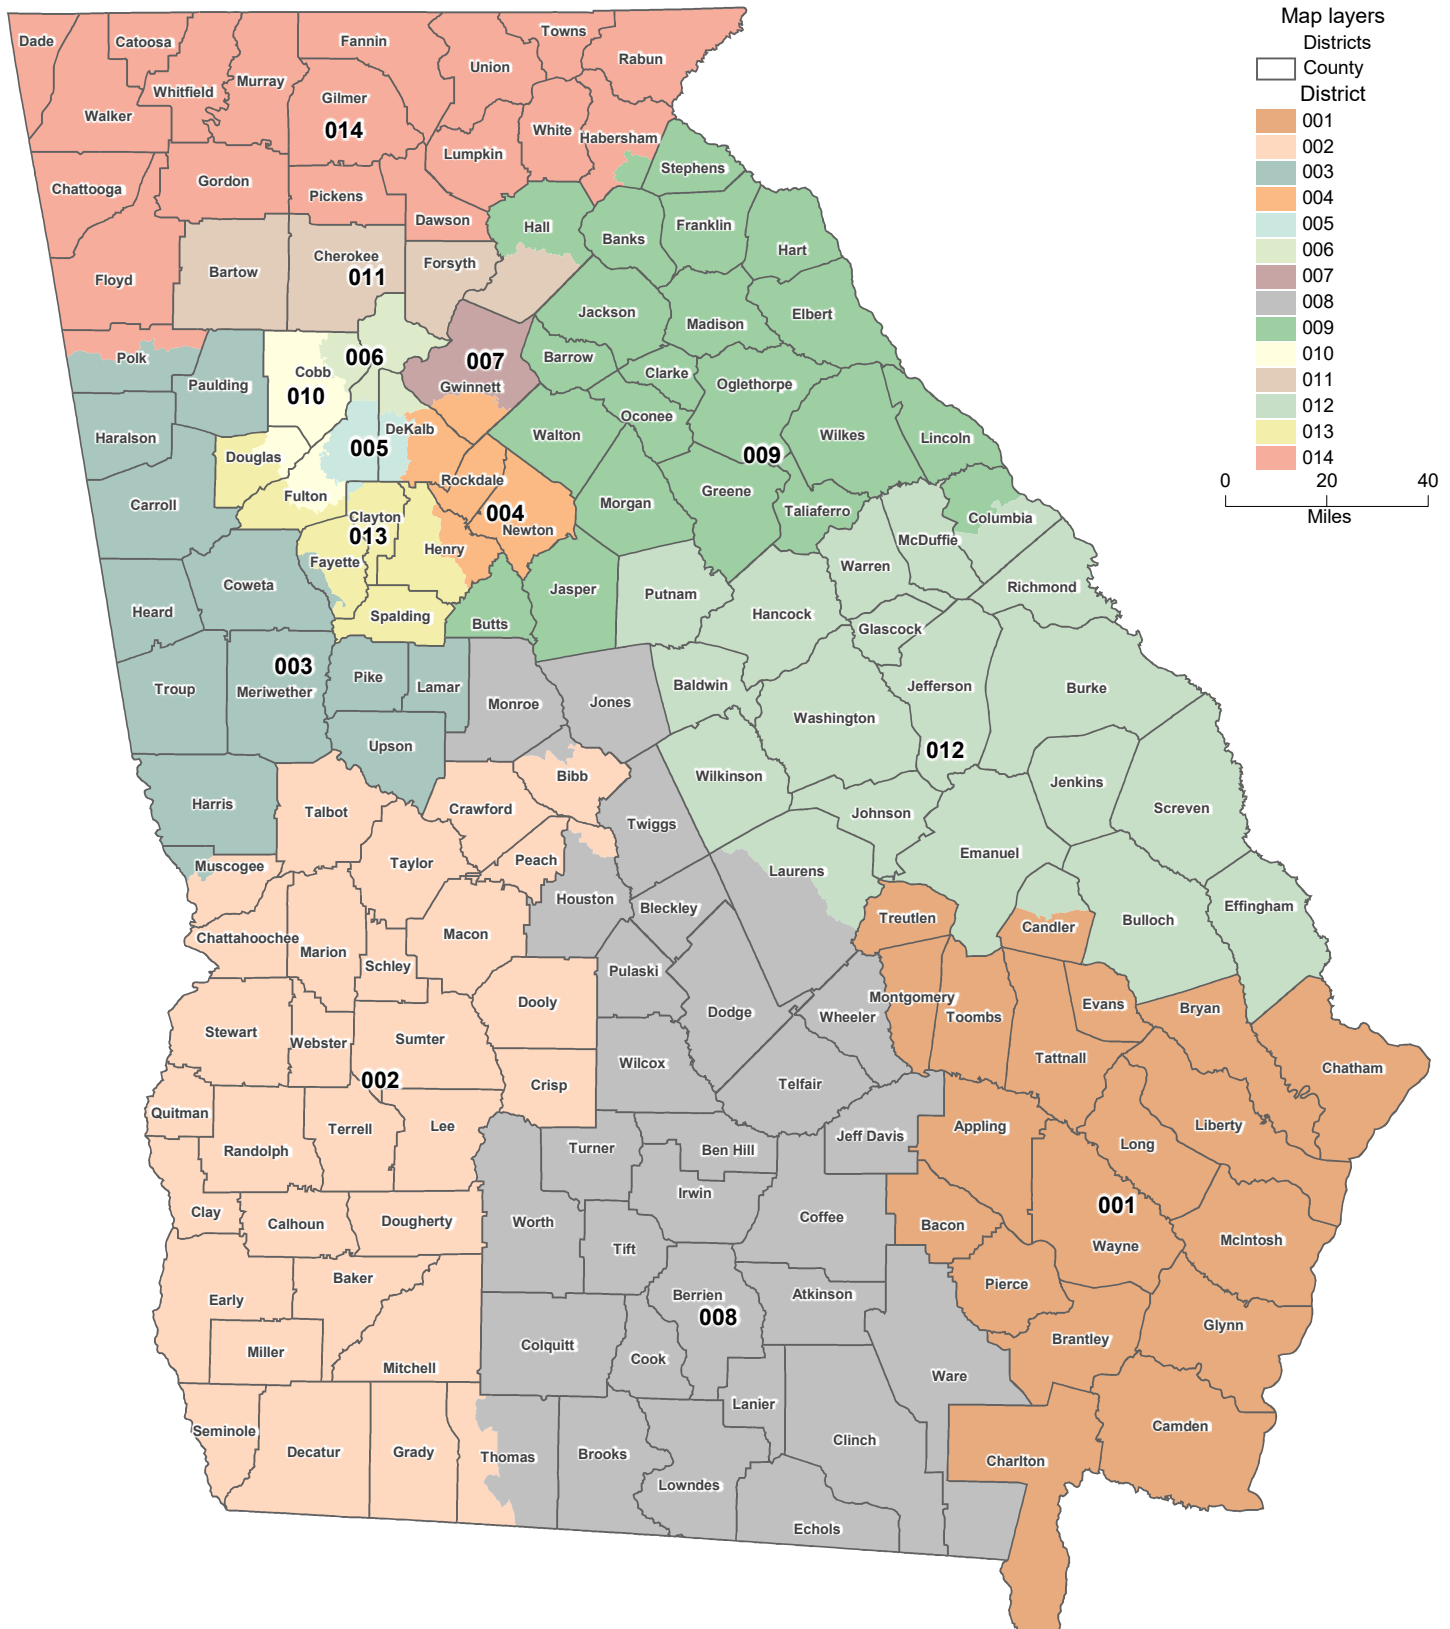 Map layers
Districts
County
District
001
002
003
004
005
006
007
008
009
010
011
012
013
014
0 20 40
Miles
Dade
Catoosa
Fannin
Towns
Rabun
Union
Whitfield
Murray
Gilmer
Walker
014
White
Habersham
Lumpkin
Stephens
Chattooga
Gordon
Pickens
Dawson
Hall
Banks
Franklin
Hart
Floyd
Bartow
Cherokee
011
Forsyth
Jackson
Madison
Elbert
Polk
Paulding
Cobb
010
006
007
Gwinnett
Barrow
Clarke
Oglethorpe
Oconee
Haralson
Douglas
005
DeKalb
Walton
009
Wilkes
Lincoln
Carroll
Fulton
Rockdale
Morgan
Greene
Taliaferro
Columbia
Clayton
013
004
Newton
McDuffie
Henry
Fayette
Warren
Richmond
Coweta
Heard
Spalding
Butts
Jasper
Putnam
Hancock
Glascock
003
Troup
Meriwether
Pike
Lamar
Monroe
Jones
Baldwin
Jefferson
Burke
Washington
012
Upson
Bibb
Wilkinson
Jenkins
Screven
Harris
Talbot
Crawford
Twiggs
Johnson
Muscogee
Taylor
Peach
Laurens
Emanuel
Houston
Bleckley
Treutlen
Candler
Bulloch
Effingham
Chattahoochee
Marion
Schley
Macon
Pulaski
Dooly
Dodge
Wheeler
Montgomery
Toombs
Evans
Bryan
Stewart
Webster
Sumter
Tattnall
Chatham
002
Crisp
Wilcox
Telfair
Quitman
Randolph
Terrell
Lee
Turner
Ben Hill
Jeff Davis
Appling
Long
Liberty
Irwin
Clay
Calhoun
Dougherty
Worth
Tift
Coffee
Bacon
001
Wayne
McIntosh
Early
Baker
Berrien
008
Atkinson
Pierce
Brantley
Glynn
Miller
Mitchell
Colquitt
Cook
Ware
Seminole
Decatur
Grady
Thomas
Brooks
Lanier
Lowndes
Clinch
Charlton
Camden
Echols